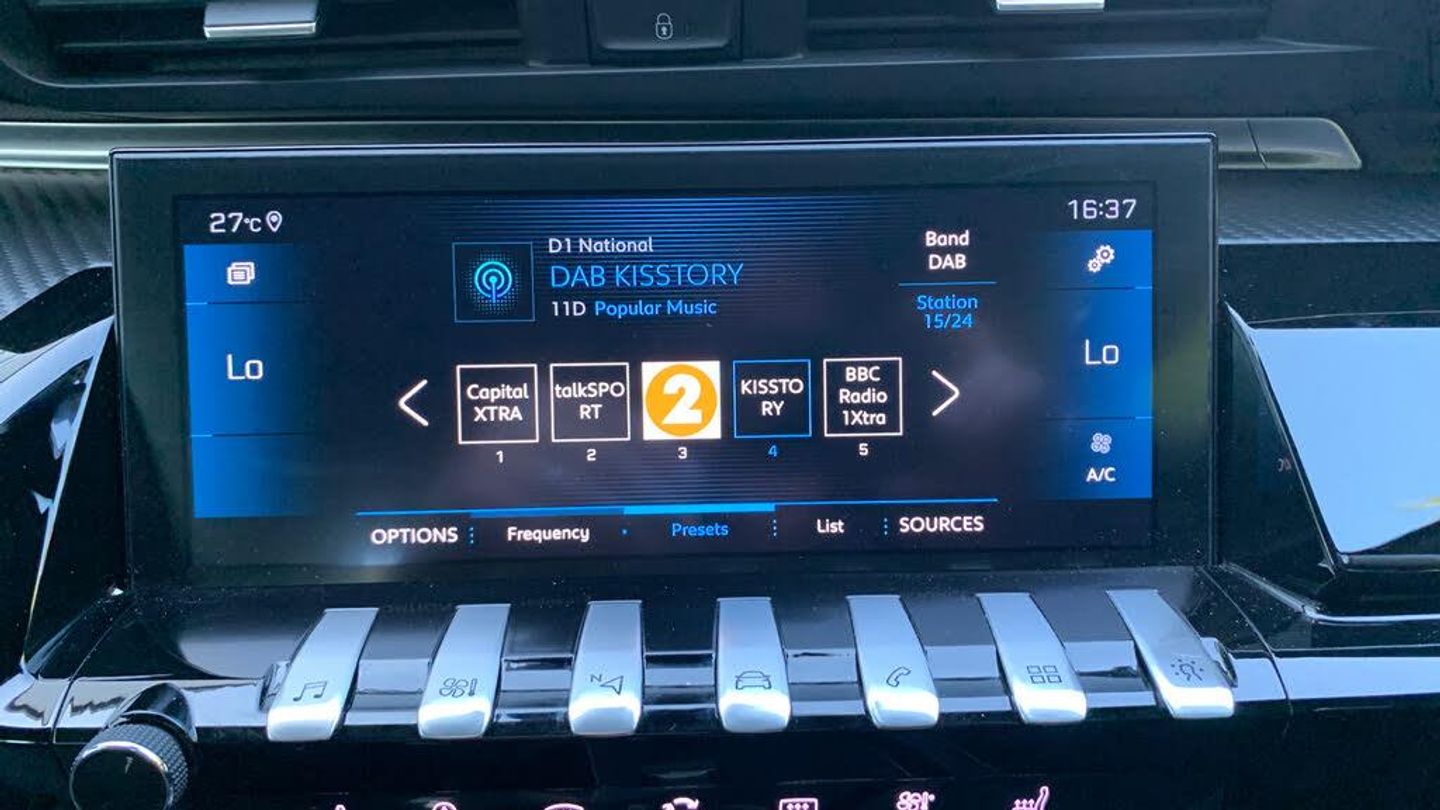 27°C
16:37
D1 National
DAB KISSTORY
11D Popular Music
Band
DAB
Station
15/24
Lo
Lo
Capital
XTRA
talkSPO
RT
2
KISSTO
RY
BBC
Radio
1Xtra
1
2
3
4
5
A/C
OPTIONS
Frequency
Presets
List
SOURCES
N